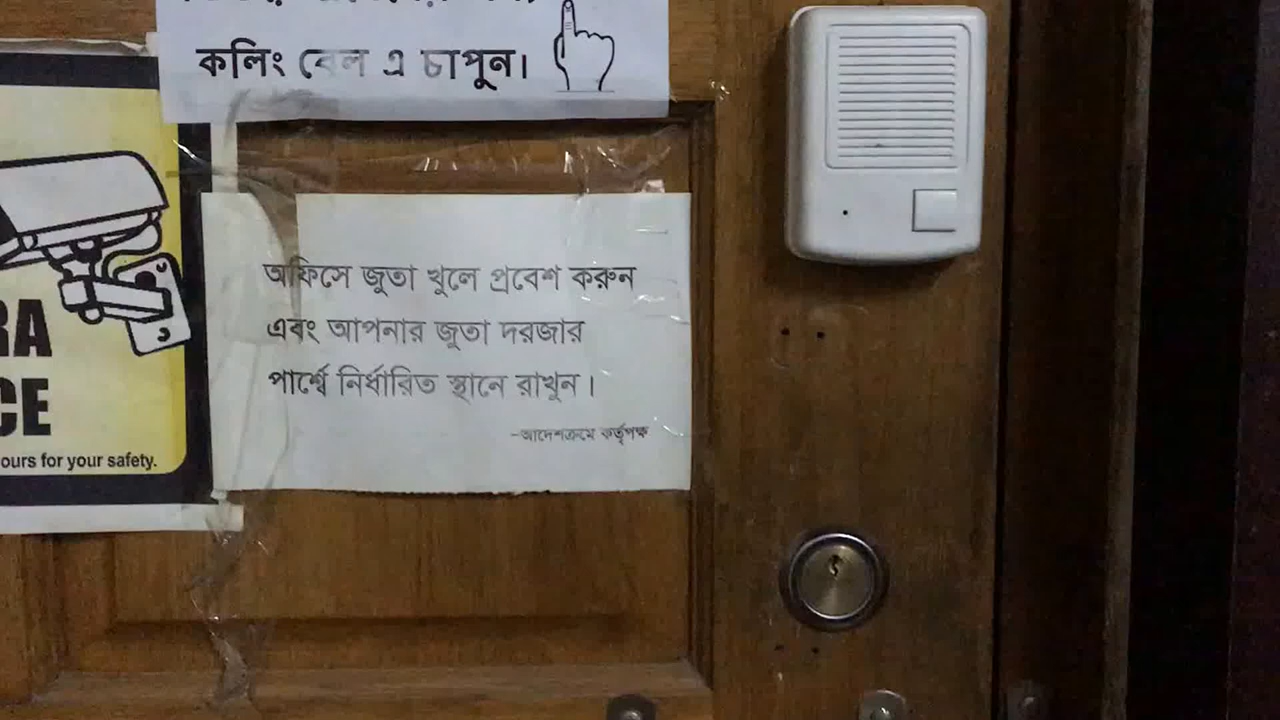 কলিং বেল এ চাপুন।
RA
CE
ours for your safety.
অফিসে জুতা খুলে প্রবেশ করুন
এবং আপনার জুতা দরজার
পার্শ্বে নির্ধারিত স্থানে রাখুন।
-আদেশক্রমে কর্তৃপক্ষ